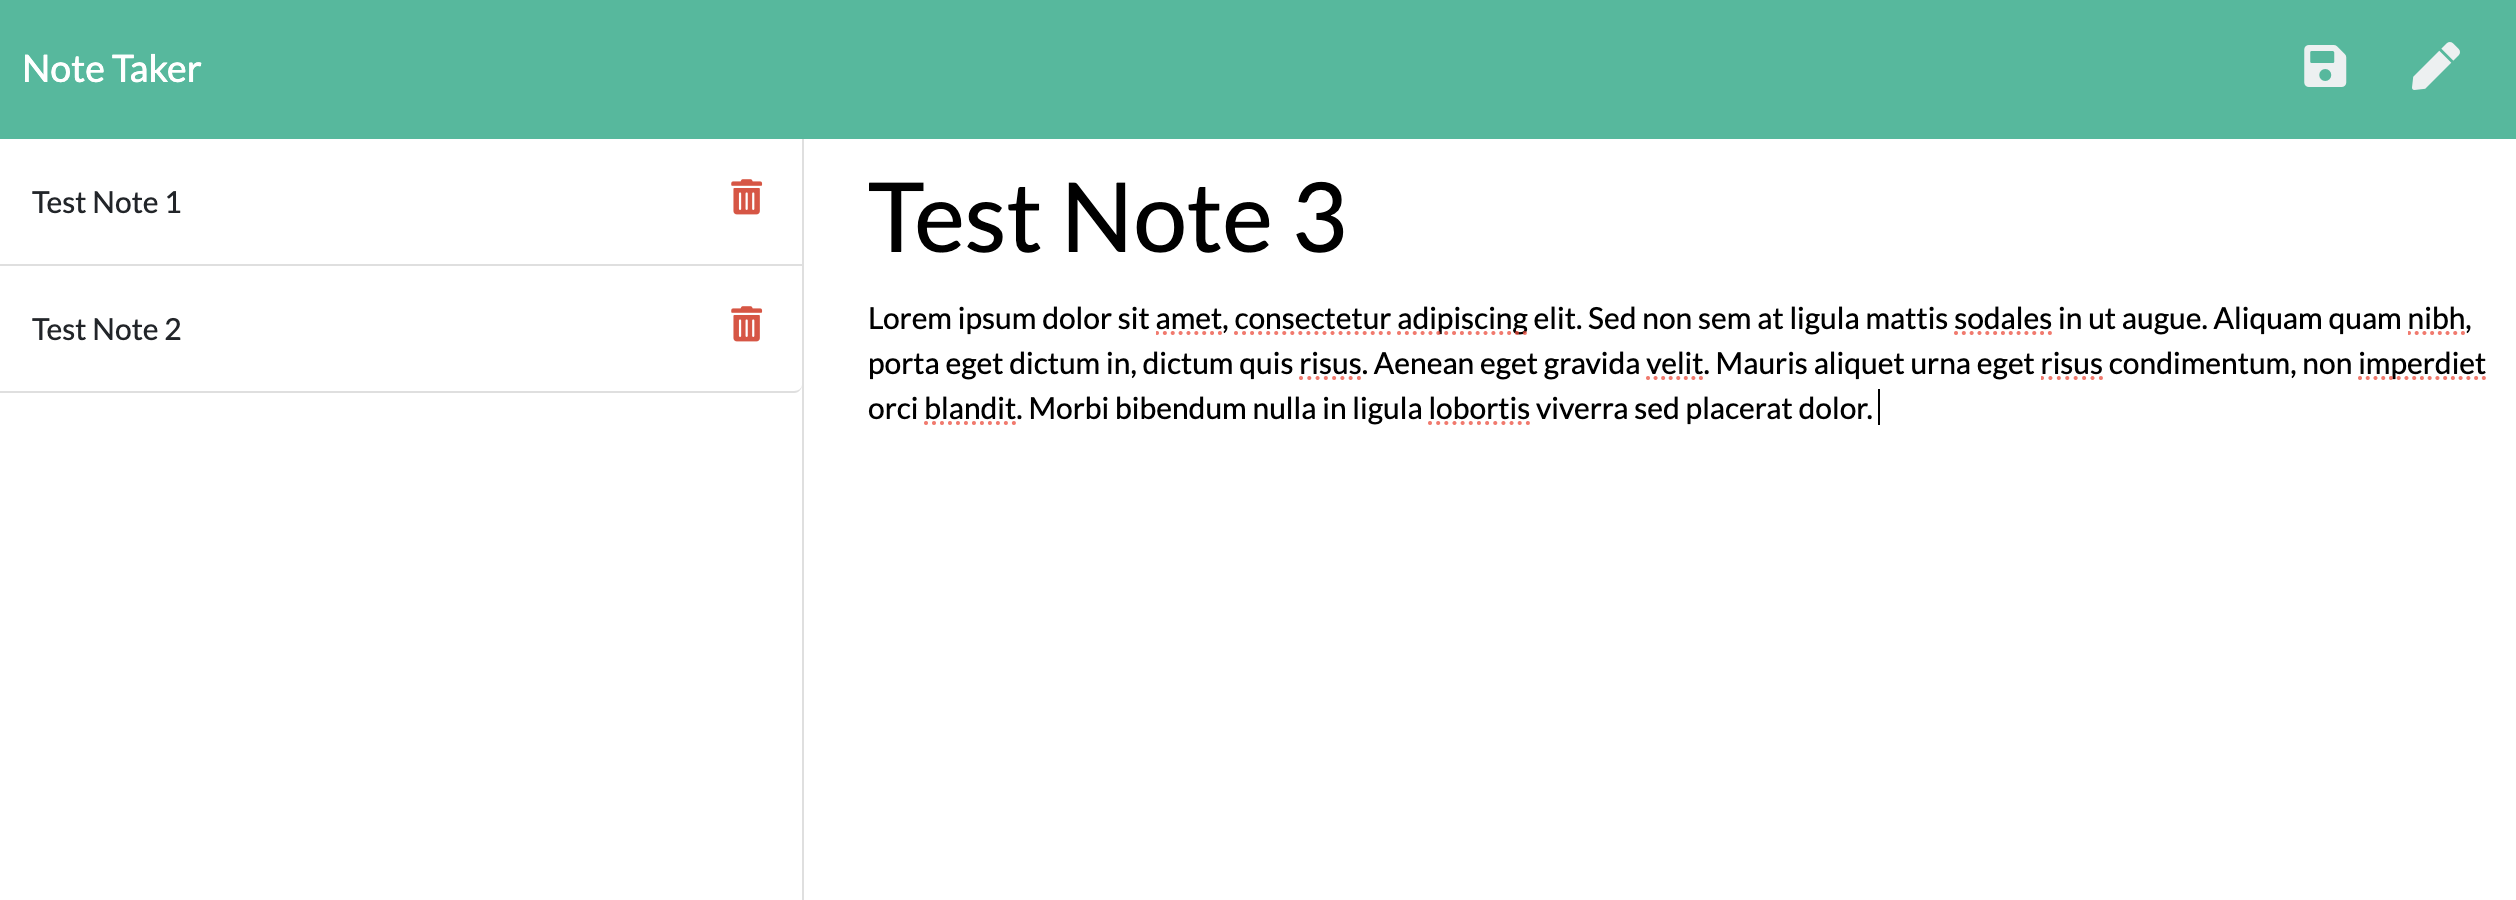 Note Taker
Test Note 1
Test Note 2
Test Note 3
Lorem ipsum dolor sit amet, consectetur adipiscing elit. Sed non sem at ligula mattis sodales in ut augue. Aliquam quam nibh,
porta eget dictum in, dictum quis risus. Aenean eget gravida velit. Mauris aliquet urna eget risus condimentum, non imperdiet
orci blandit. Morbi bibendum nulla in ligula lobortis viverra sed placerat dolor.